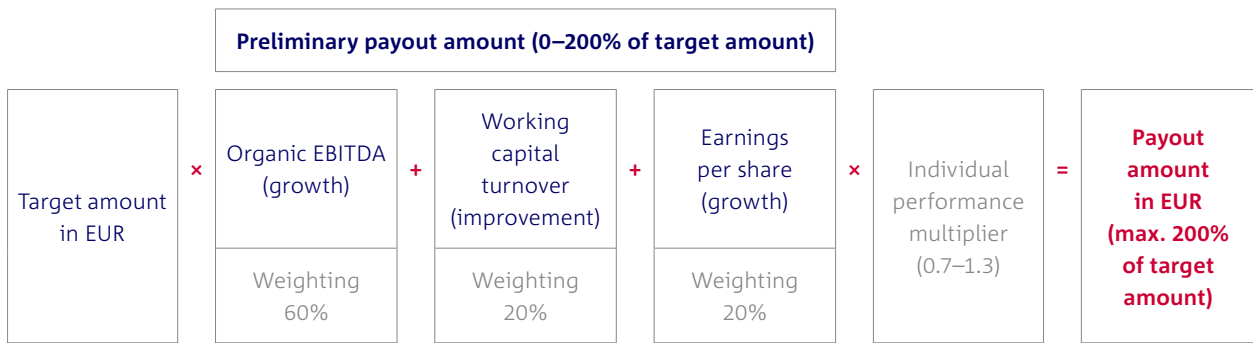 Preliminary payout amount (0–200% of target amount)
Target amount
in EUR
×
Organic EBITDA
(growth)
Weighting
60%
+
Working
capital
turnover
(improvement)
Weighting
20%
+
Earnings
per share
(growth)
Weighting
20%
×
Individual
performance
multiplier
(0.7–1.3)
=
Payout
amount
in EUR
(max. 200%
of target
amount)